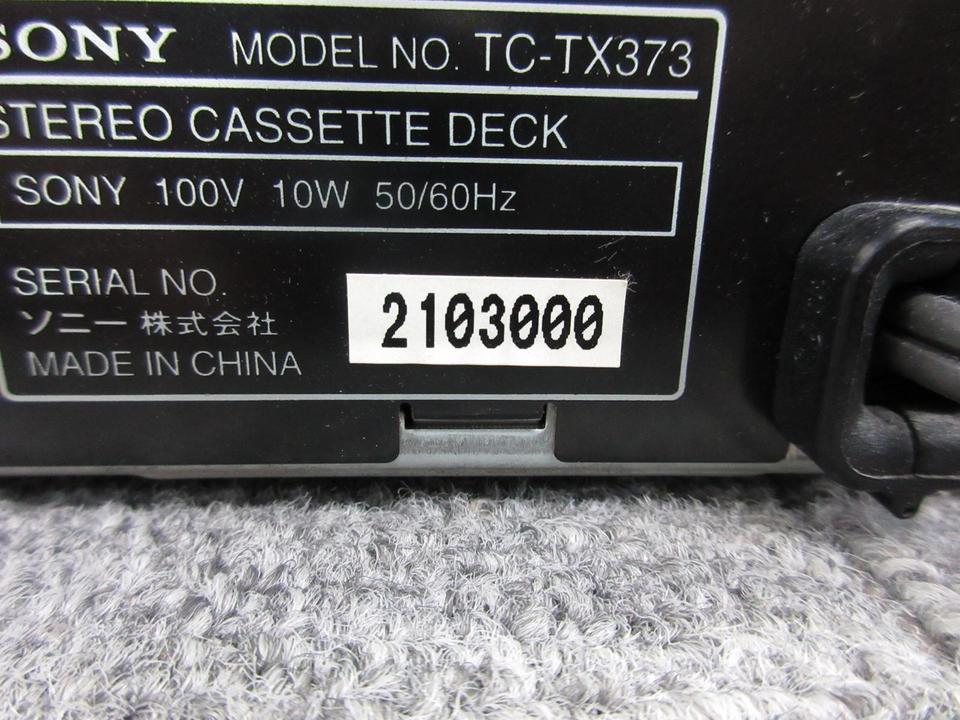 SONY MODEL NO. TC-TX373
STEREO CASSETTE DECK
SONY 100V 10W 50/60Hz
SERIAL NO.
ソニー 株式会社
2103000
MADE IN CHINA